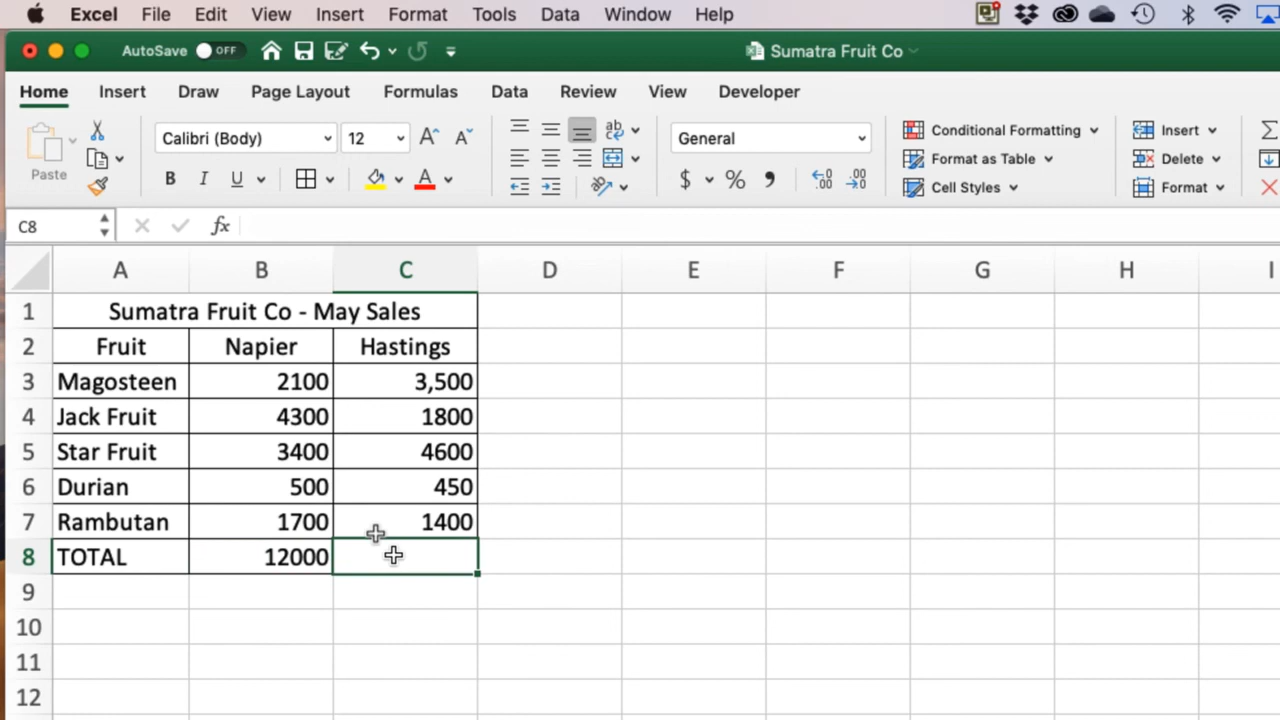 Excel File Edit View Insert Format Tools Data Window Help
AutoSave OFF Sumatra Fruit Co
Home Insert Draw Page Layout Formulas Data Review View Developer
Paste Calibri (Body) 12 A A ab c General Conditional Formatting Insert Σ
Format as Table Delete
B I U A $ % , .00 .0 Cell Styles Format
C8 fx
A B C D E F G H I
1 Sumatra Fruit Co - May Sales
2 Fruit Napier Hastings
3 Magosteen 2100 3,500
4 Jack Fruit 4300 1800
5 Star Fruit 3400 4600
6 Durian 500 450
7 Rambutan 1700 1400
8 TOTAL 12000
9
10
11
12